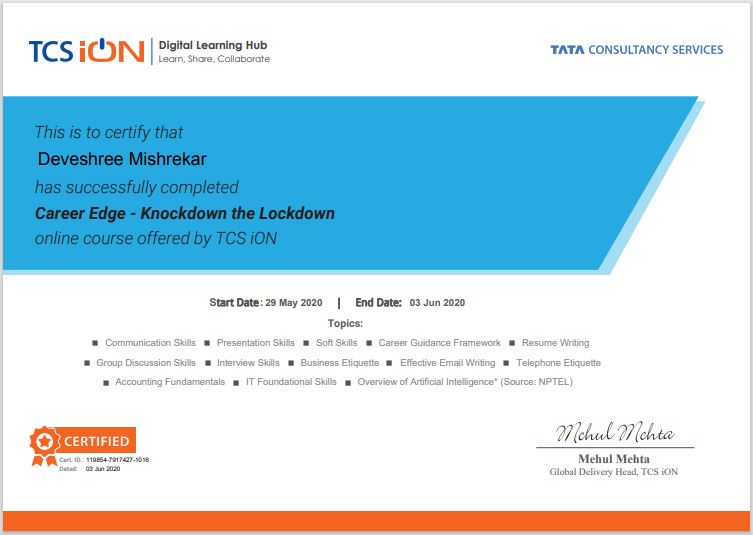 TCS iON
Digital Learning Hub
Learn, Share, Collaborate
TATA CONSULTANCY SERVICES
This is to certify that
Deveshree Mishrekar
has successfully completed
Career Edge - Knockdown the Lockdown
online course offered by TCS iON
Start Date: 29 May 2020 | End Date: 03 Jun 2020
Topics:
■ Communication Skills ■ Presentation Skills ■ Soft Skills ■ Career Guidance Framework ■ Resume Writing
■ Group Discussion Skills ■ Interview Skills ■ Business Etiquette ■ Effective Email Writing ■ Telephone Etiquette
■ Accounting Fundamentals ■ IT Foundational Skills ■ Overview of Artificial Intelligence* (Source: NPTEL)
CERTIFIED
Cert. ID.: 119854-7917427-1016
Dated: 03 Jun 2020
Mehul Mehta
Mehul Mehta
Global Delivery Head, TCS iON